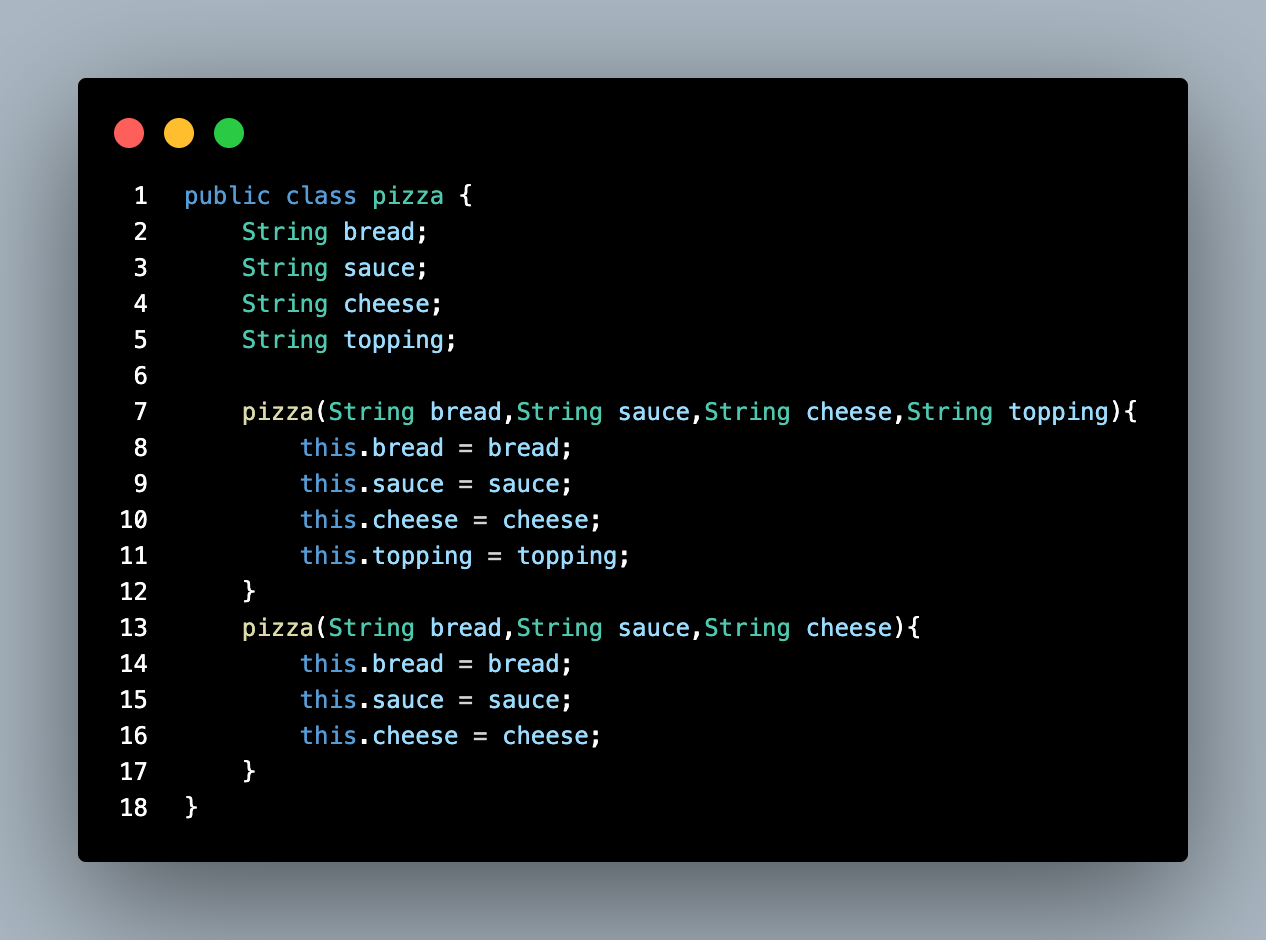 1 public class pizza {
2 String bread;
3 String sauce;
4 String cheese;
5 String topping;
6
7 pizza(String bread,String sauce,String cheese,String topping){
8 this.bread = bread;
9 this.sauce = sauce;
10 this.cheese = cheese;
11 this.topping = topping;
12 }
13 pizza(String bread,String sauce,String cheese){
14 this.bread = bread;
15 this.sauce = sauce;
16 this.cheese = cheese;
17 }
18 }